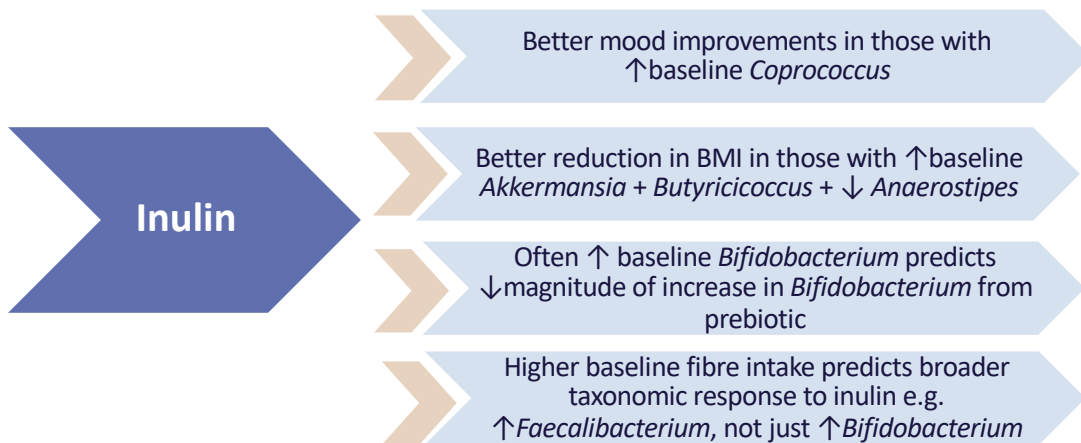 Inulin
Better mood improvements in those with
↑baseline Coprococcus
Better reduction in BMI in those with ↑baseline
Akkermansia + Butyricicoccus + ↓ Anaerostipes
Often ↑ baseline Bifidobacterium predicts
↓magnitude of increase in Bifidobacterium from
prebiotic
Higher baseline fibre intake predicts broader
taxonomic response to inulin e.g.
↑Faecalibacterium, not just ↑Bifidobacterium